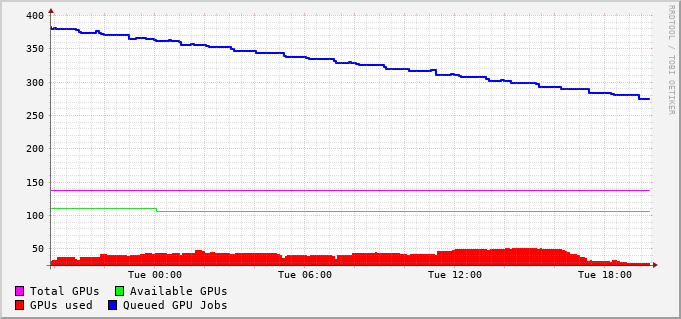 400
350
300
250
200
150
100
50
Tue 00:00 Tue 06:00 Tue 12:00 Tue 18:00
Total GPUs Available GPUs
GPUs used Queued GPU Jobs
RRDTOOL / TOBI OETIKER